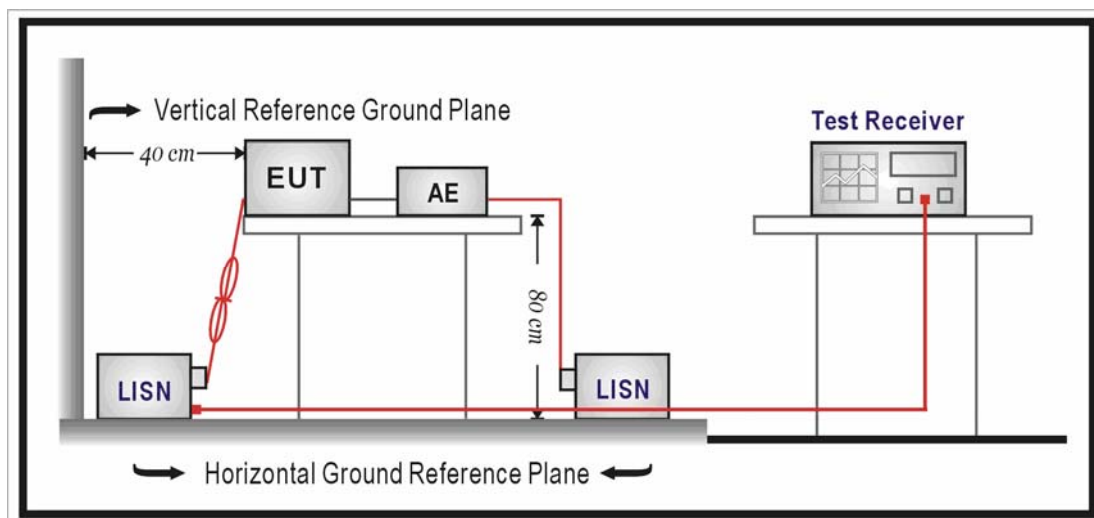 Vertical Reference Ground Plane
Test Receiver
40 cm
EUT
AE
80 cm
LISN
LISN
Horizontal Ground Reference Plane